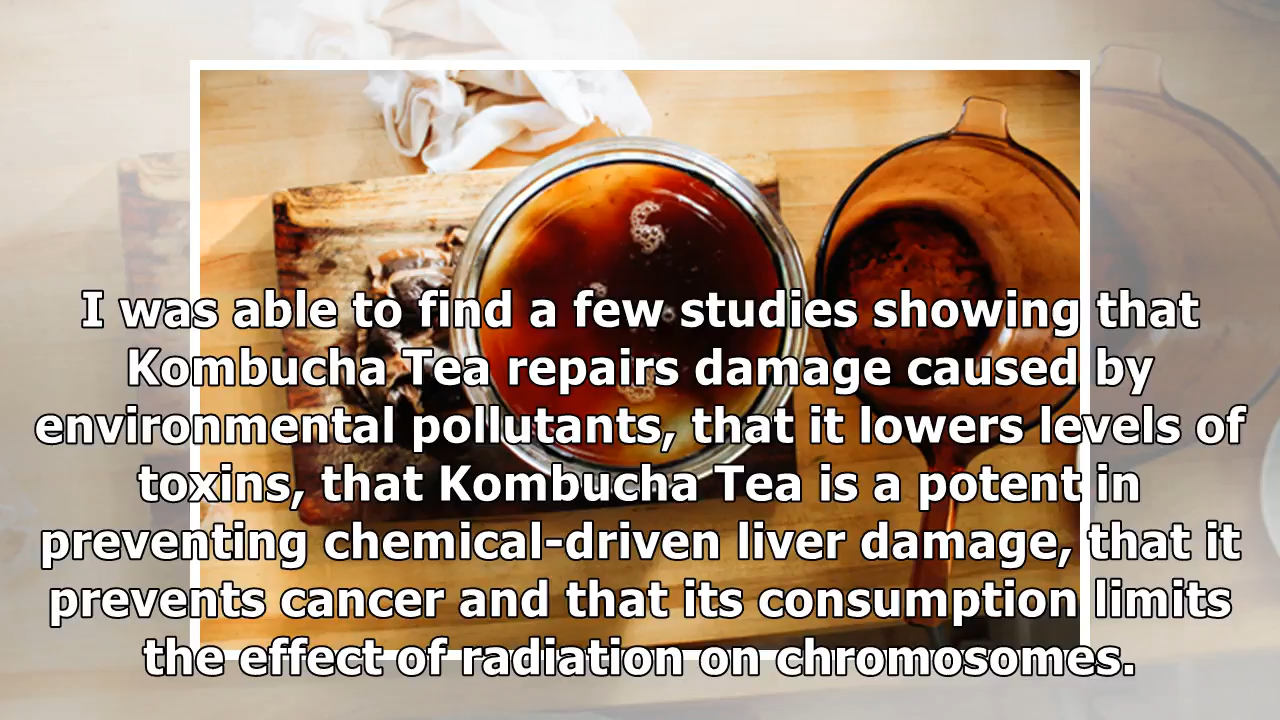 I was able to find a few studies showing that
Kombucha Tea repairs damage caused by
environmental pollutants, that it lowers levels of
toxins, that Kombucha Tea is a potent in
preventing chemical-driven liver damage, that it
prevents cancer and that its consumption limits
the effect of radiation on chromosomes.